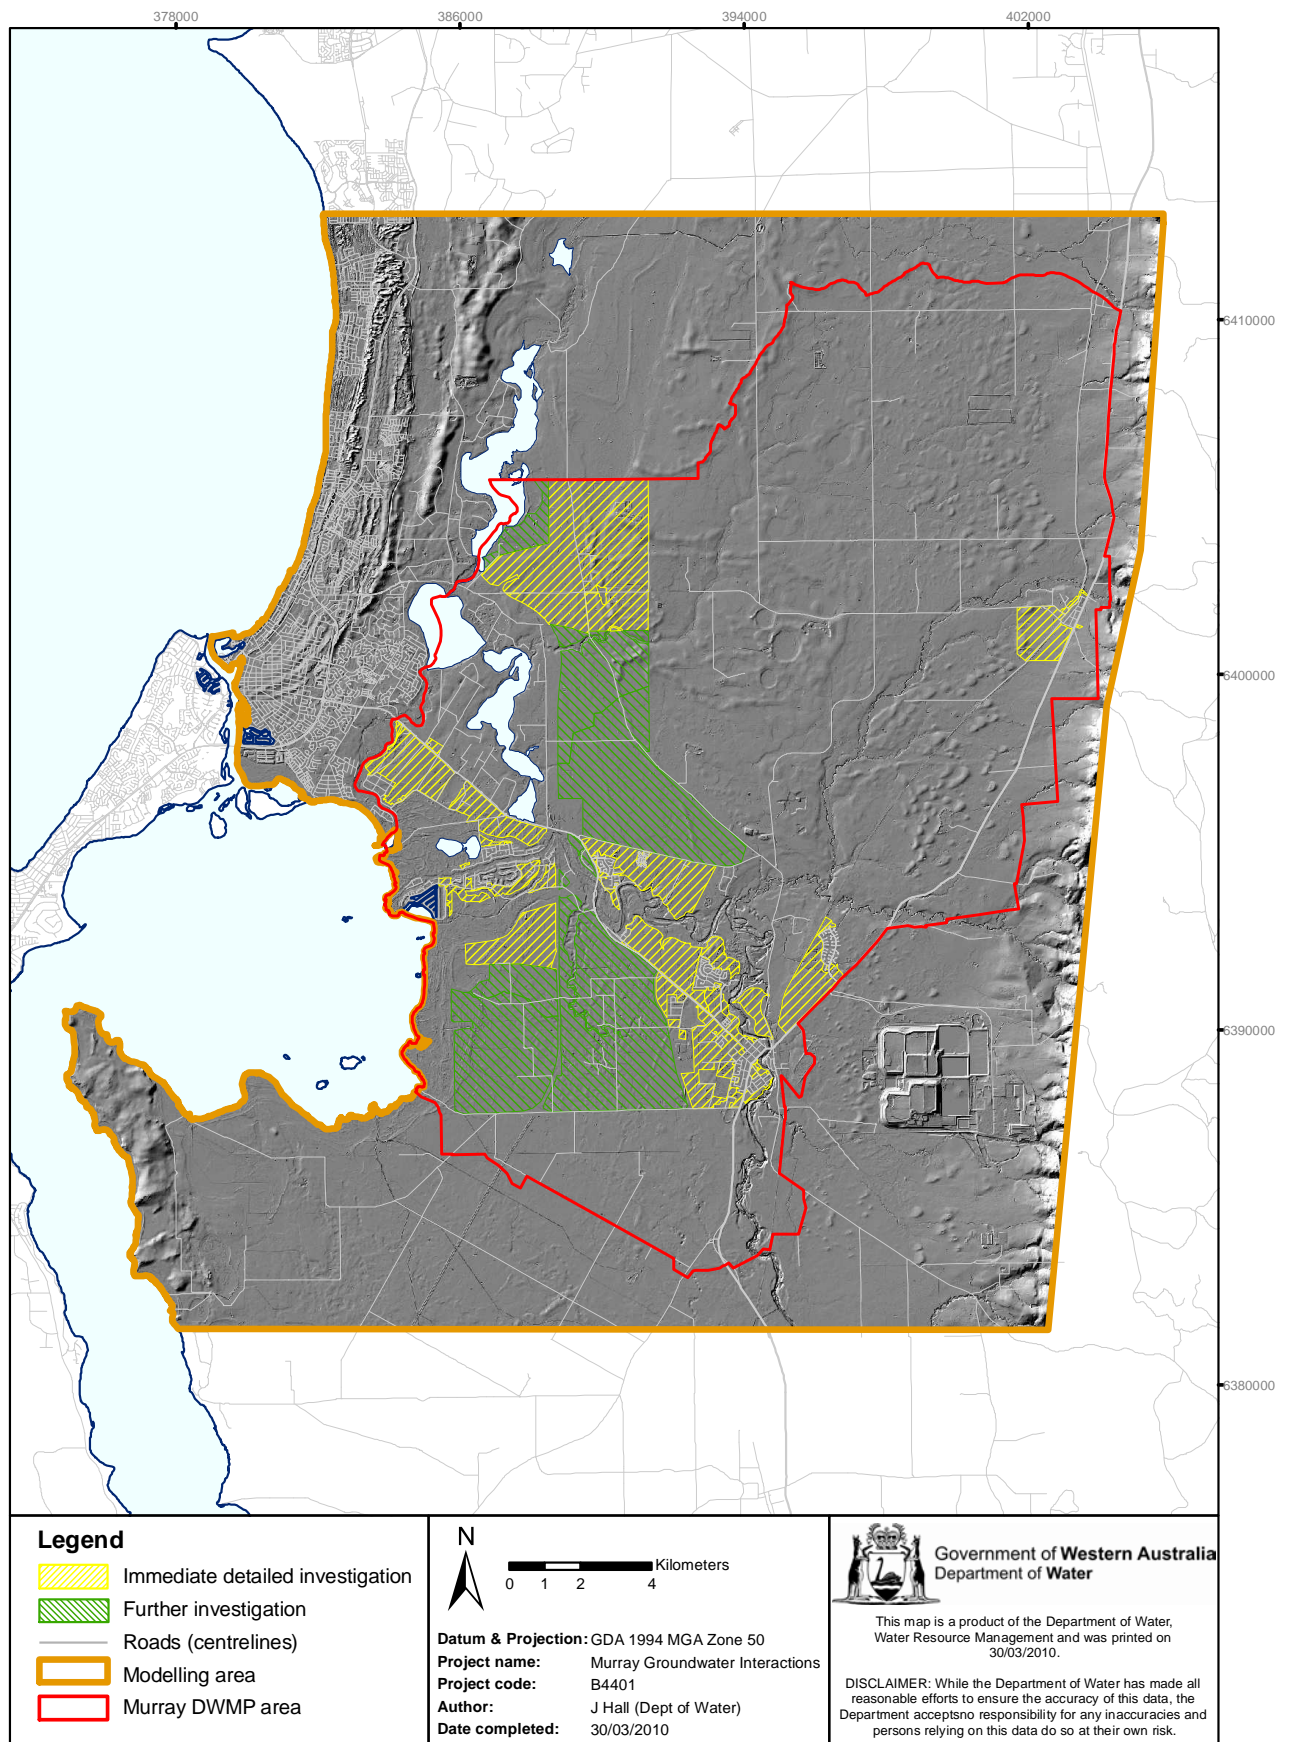 378000
386000
394000
402000
6410000
6400000
6390000
6380000
Legend
Immediate detailed investigation
Further investigation
Roads (centrelines)
Modelling area
Murray DWMP area
N
Kilometers
0 1 2 4
Datum & Projection: GDA 1994 MGA Zone 50
Project name: Murray Groundwater Interactions
Project code: B4401
Author: J Hall (Dept of Water)
Date completed: 30/03/2010
Government of Western Australia
Department of Water
This map is a product of the Department of Water,
Water Resource Management and was printed on
30/03/2010.
DISCLAIMER: While the Department of Water has made all
reasonable efforts to ensure the accuracy of this data, the
Department acceptsno responsibility for any inaccuracies and
persons relying on this data do so at their own risk.